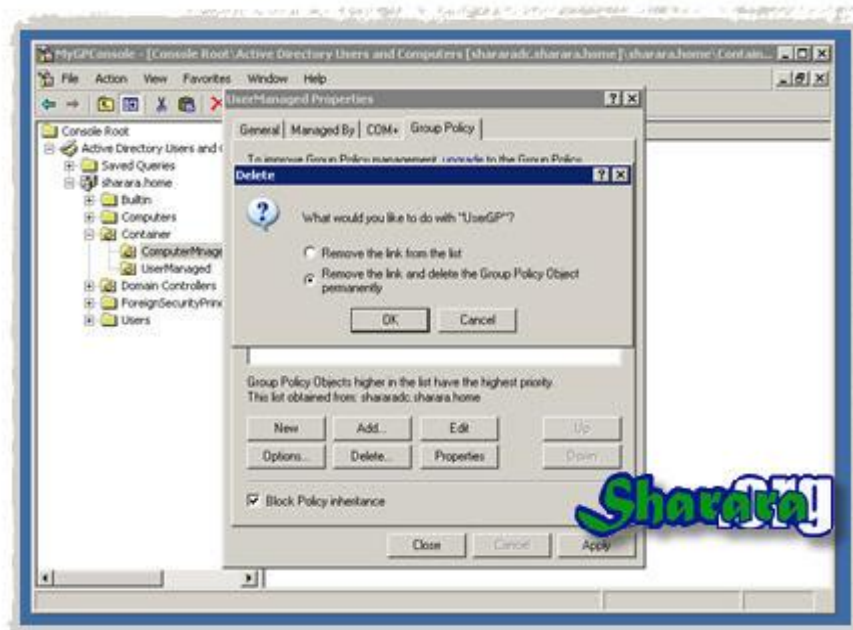 MyGPConsole - [Console Root\Active Directory Users and Computers [shararadc.sharara.home]\sharara.home\Contain...
File Action View Favorites Window Help
UserManaged Properties
Console Root
Active Directory Users and
Saved Queries
sharara.home
Builtin
Computers
Container
ComputerMnage
UserManaged
Domain Controllers
ForeignSecurityPrinc
Users
General Managed By COM+ Group Policy
To improve Group Policy management, upgrade to the Group Policy
Delete
What would you like to do with "UserGP"?
Remove the link from the list
Remove the link and delete the Group Policy Object
permanently
OK Cancel
Group Policy Objects higher in the list have the highest priority.
This list obtained from: shararadc.sharara.home
New Add... Edit Up
Options... Delete... Properties Down
Block Policy inheritance
Close Cancel Apply
Sharara.org